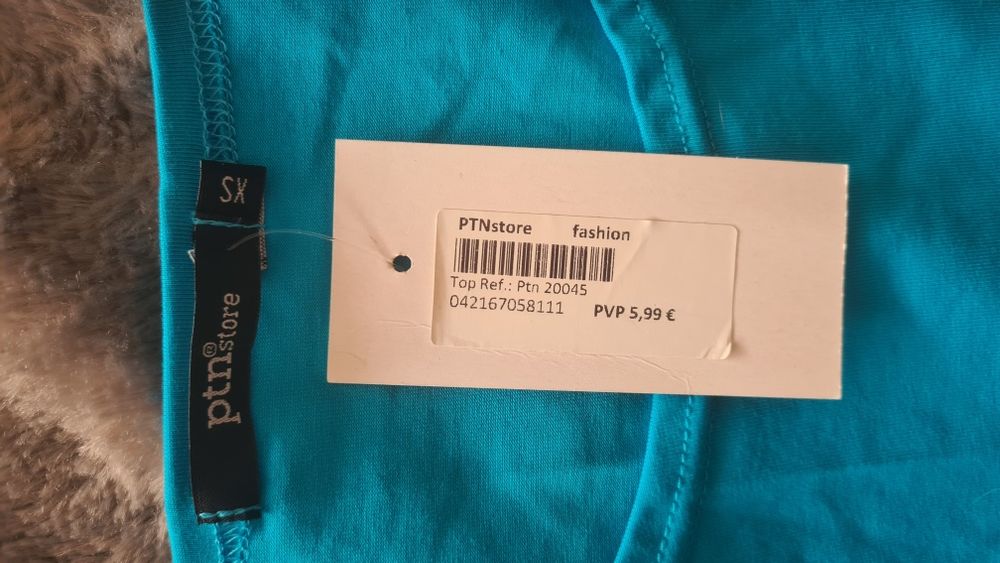 XS
ptn® store
PTNstore fashion
Top Ref.: Ptn 20045
042167058111 PVP 5,99 €